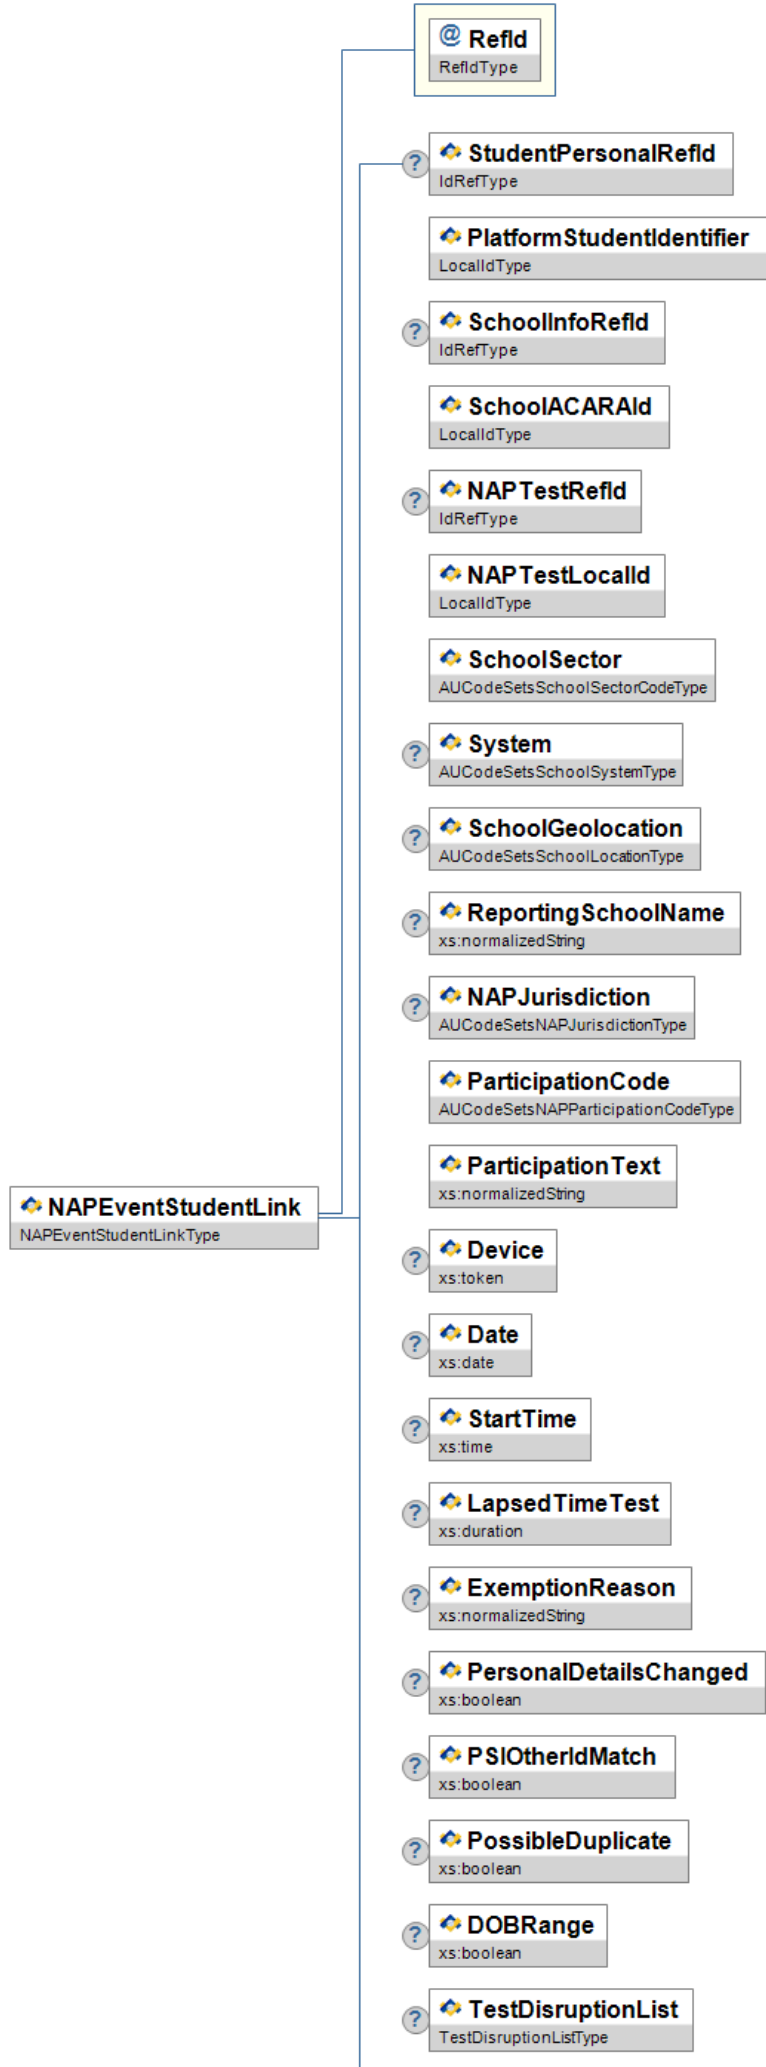 @ RefId
RefIdType
? StudentPersonalRefId
IdRefType
PlatformStudentIdentifier
LocalIdType
? SchoolInfoRefId
IdRefType
SchoolACARAId
LocalIdType
? NAPTestRefId
IdRefType
NAPTestLocalId
LocalIdType
SchoolSector
AUCodeSetsSchoolSectorCodeType
? System
AUCodeSetsSchoolSystemType
? SchoolGeolocation
AUCodeSetsSchoolLocationType
? ReportingSchoolName
xs:normalizedString
? NAPJurisdiction
AUCodeSetsNAPJurisdictionType
ParticipationCode
AUCodeSetsNAPParticipationCodeType
ParticipationText
xs:normalizedString
NAPEventStudentLink
NAPEventStudentLinkType
? Device
xs:token
? Date
xs:date
? StartTime
xs:time
? LapsedTimeTest
xs:duration
? ExemptionReason
xs:normalizedString
? PersonalDetailsChanged
xs:boolean
? PSIOtherIdMatch
xs:boolean
? PossibleDuplicate
xs:boolean
? DOBRange
xs:boolean
? TestDisruptionList
TestDisruptionListType